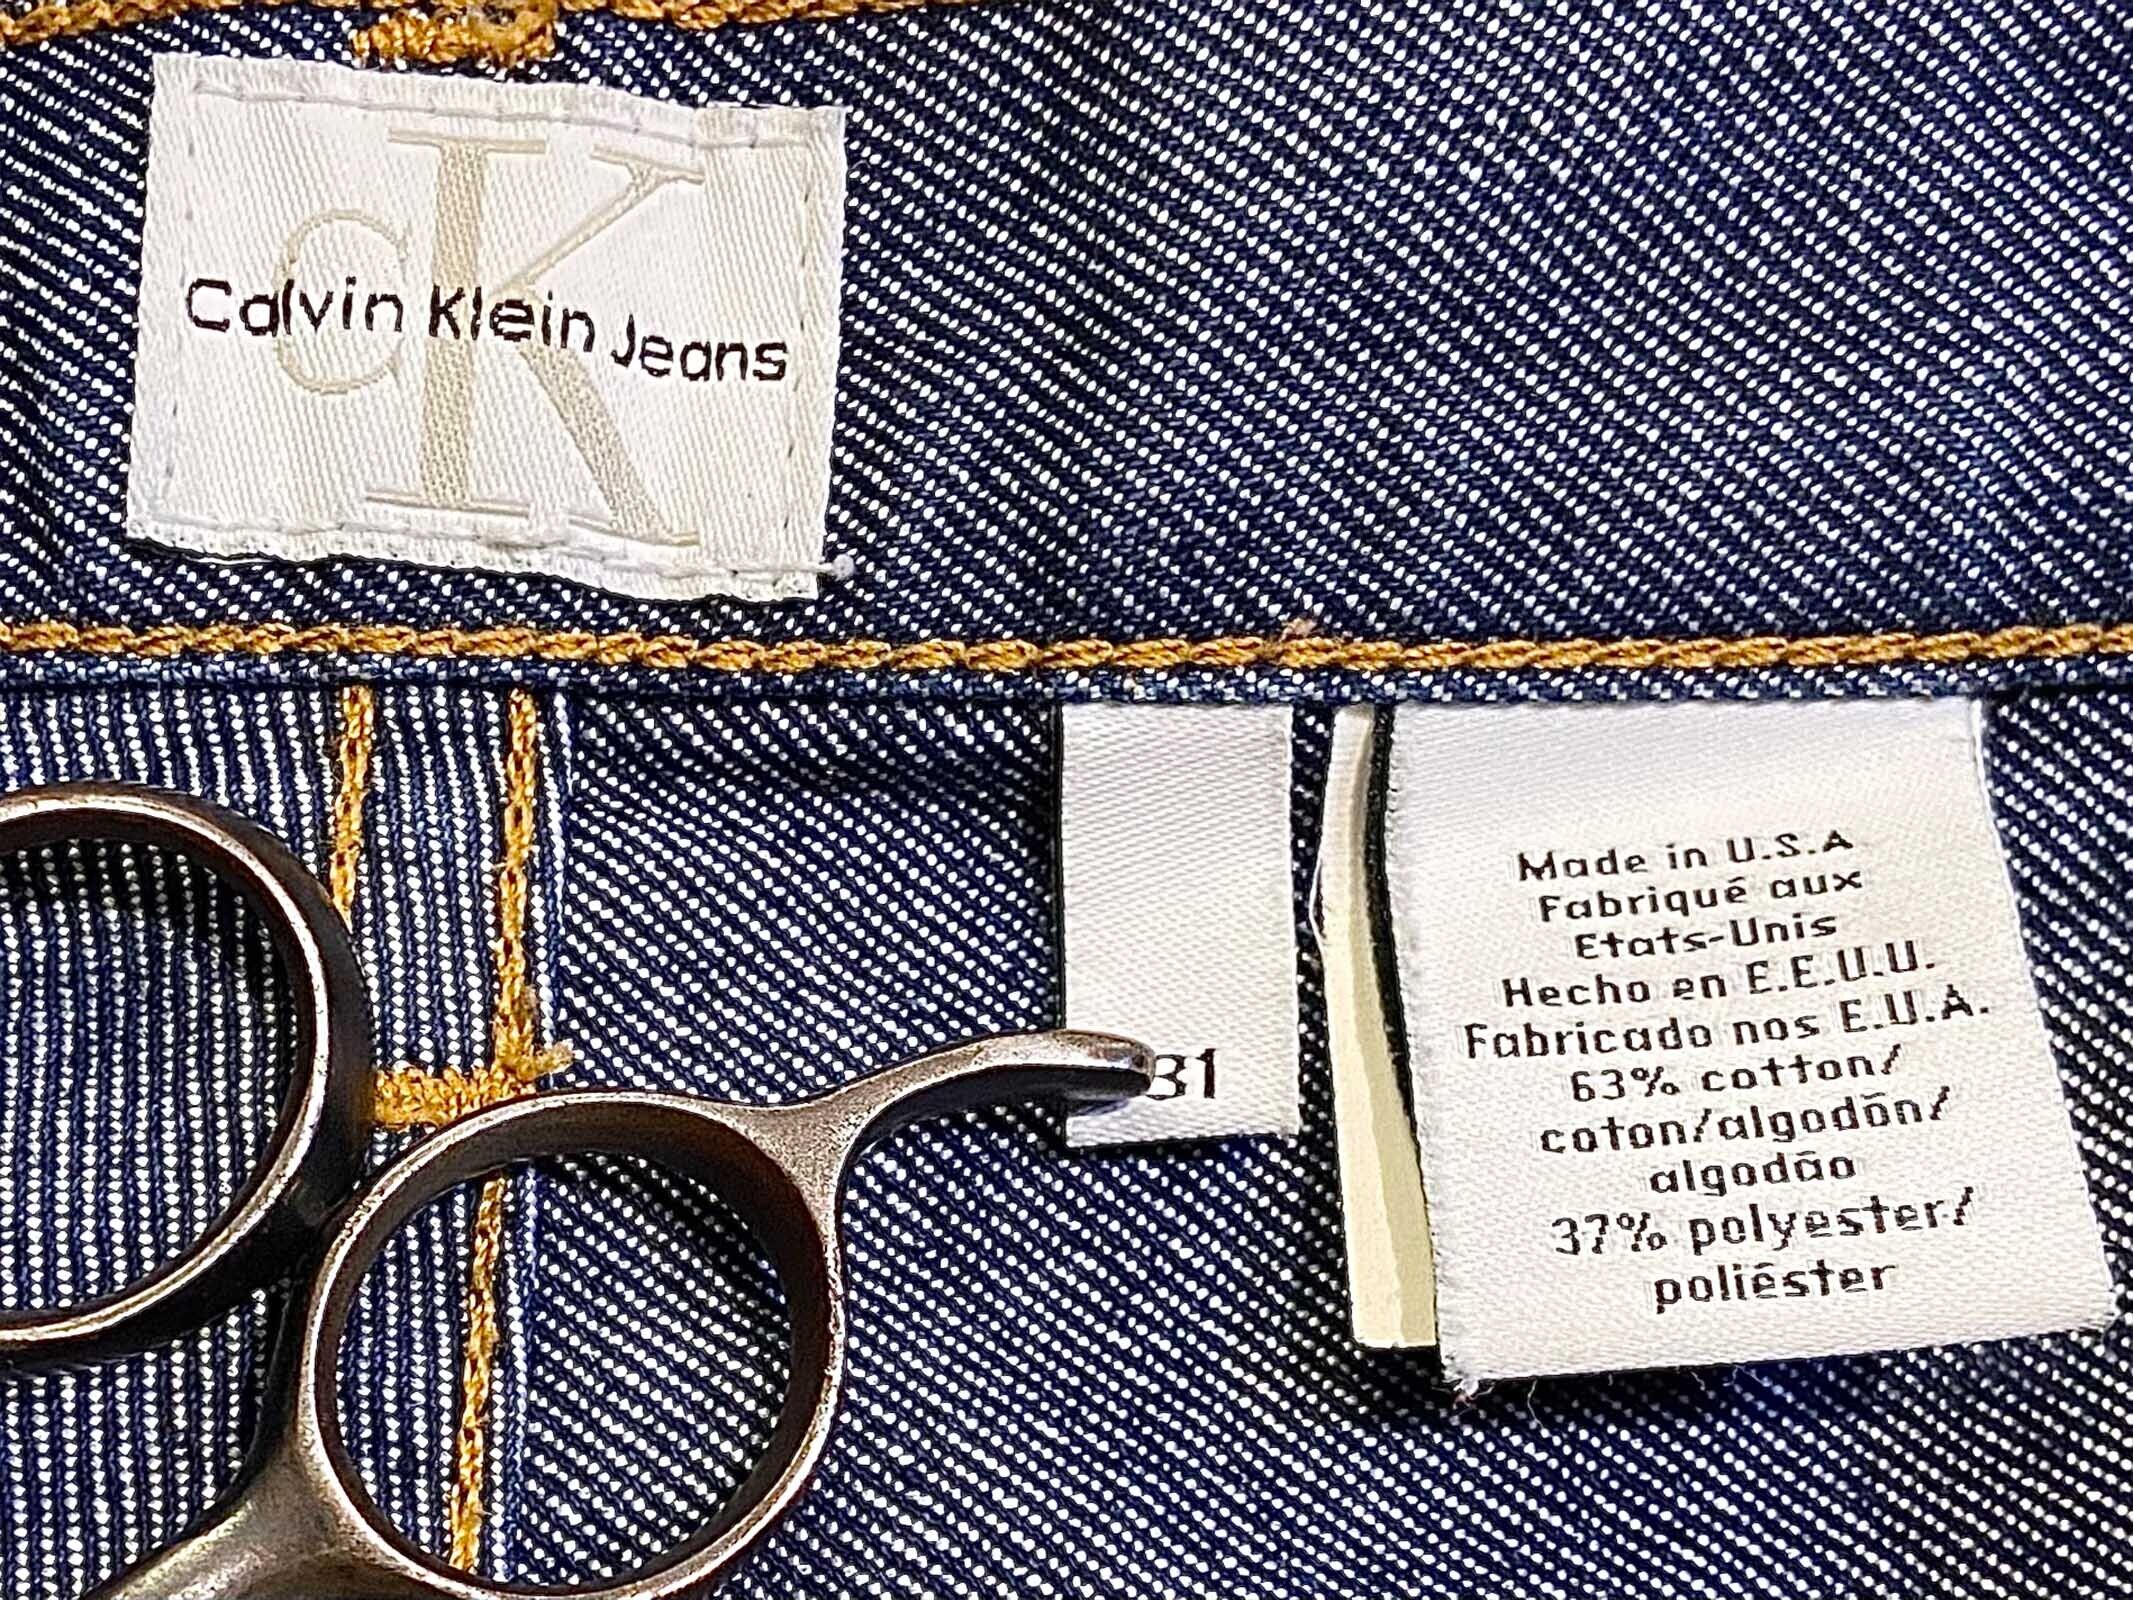 cK
Calvin Klein Jeans
31
Made in U.S.A
Fabriqué aux
Etats-Unis
Hecho en E.E.U.U.
Fabricado nos E.U.A.
63% cotton/
coton/algodõn/
algodão
37% polyester/
poliéster